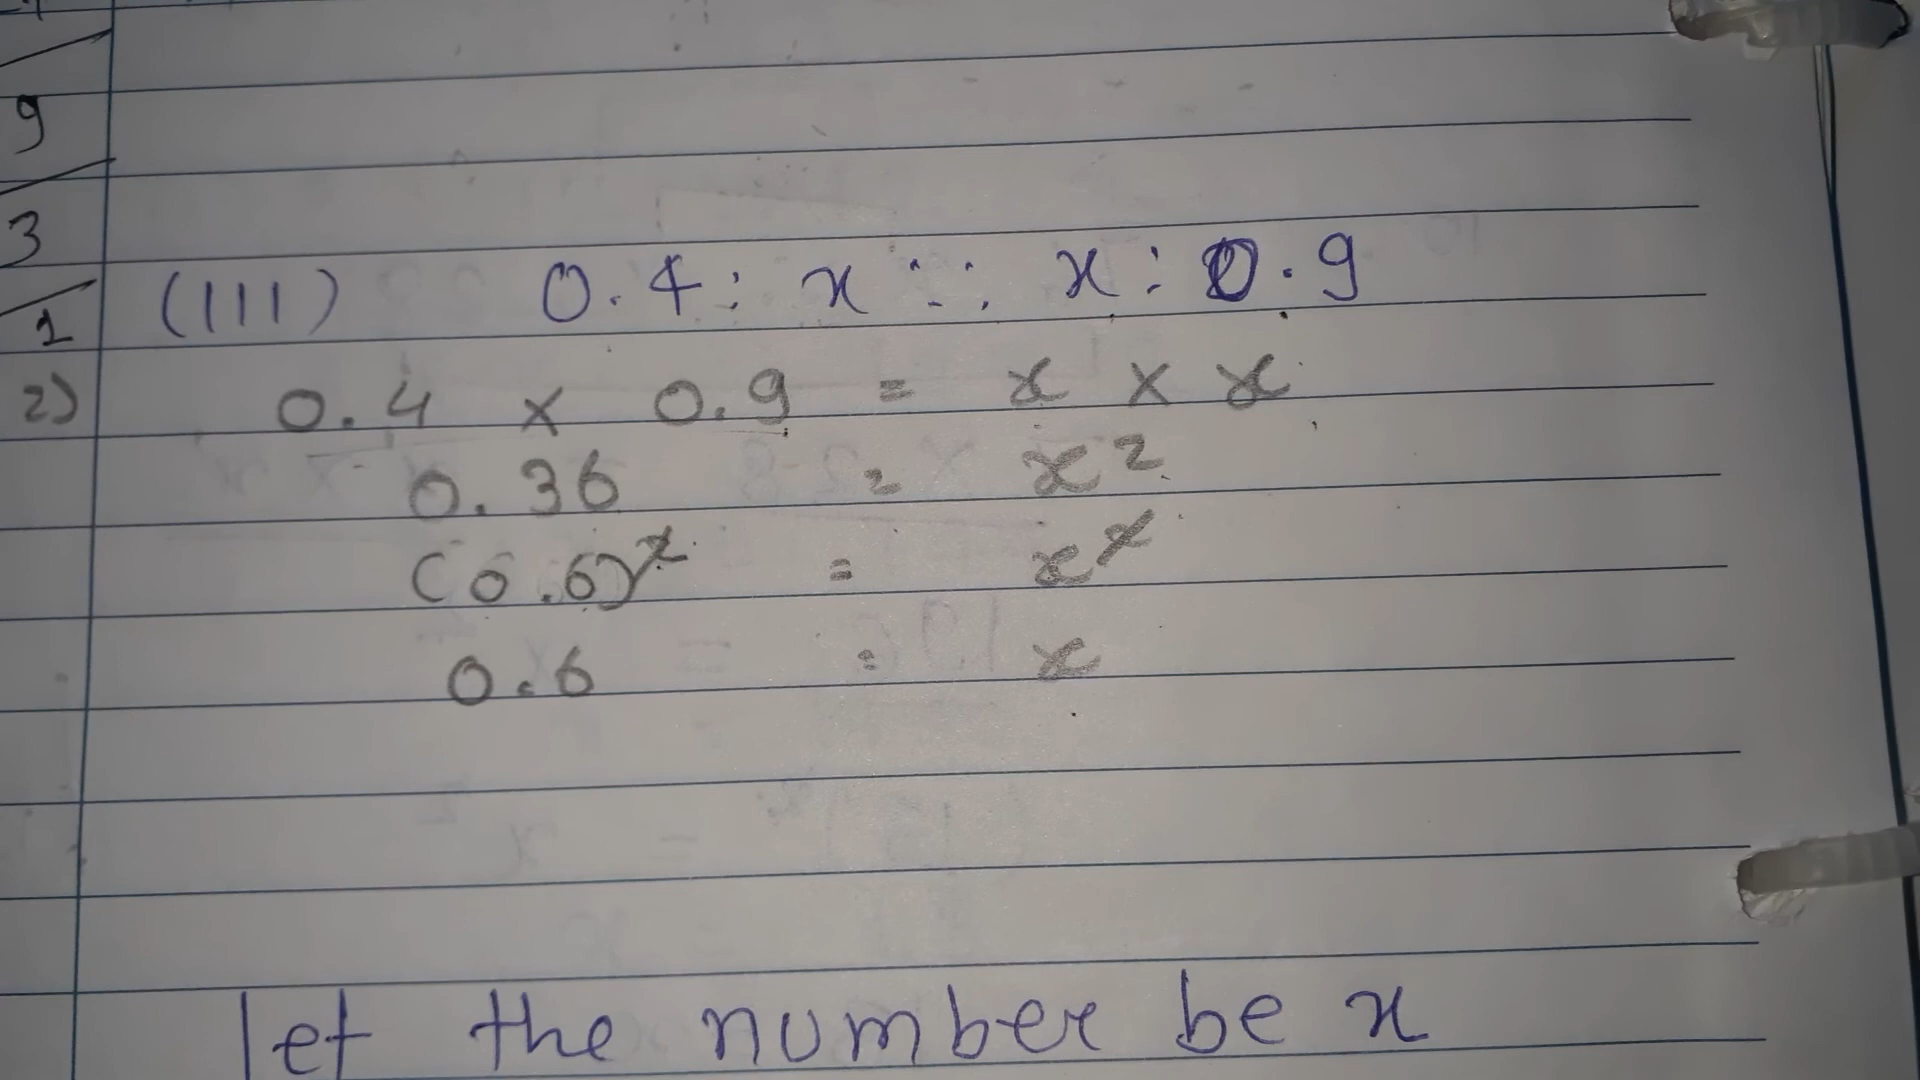 9
3
1
(III) 0.4 : x :: x : 0.9
2) 0.4 x 0.9 = x x x
0.36 = x²
(0.6)² = x²
0.6 = x
let the number be x